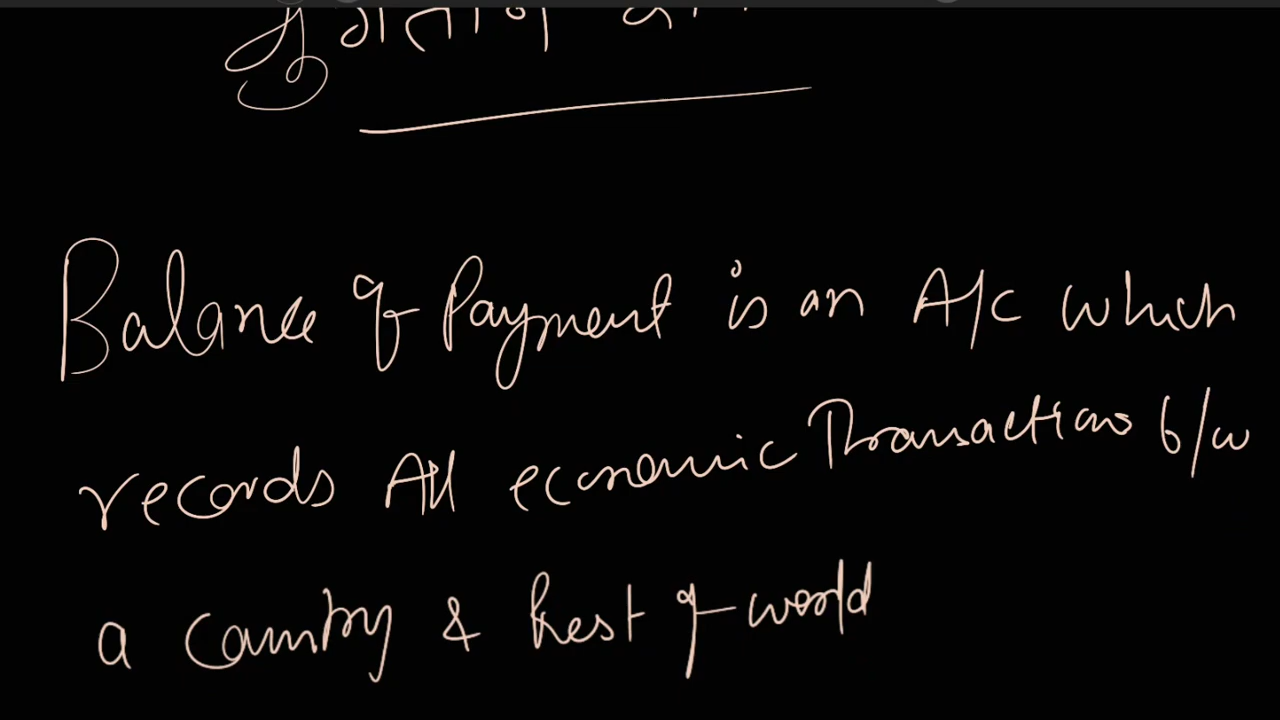 Balance of Payment is an A/c which
records All economic Transactions b/w
a Country & Rest of world